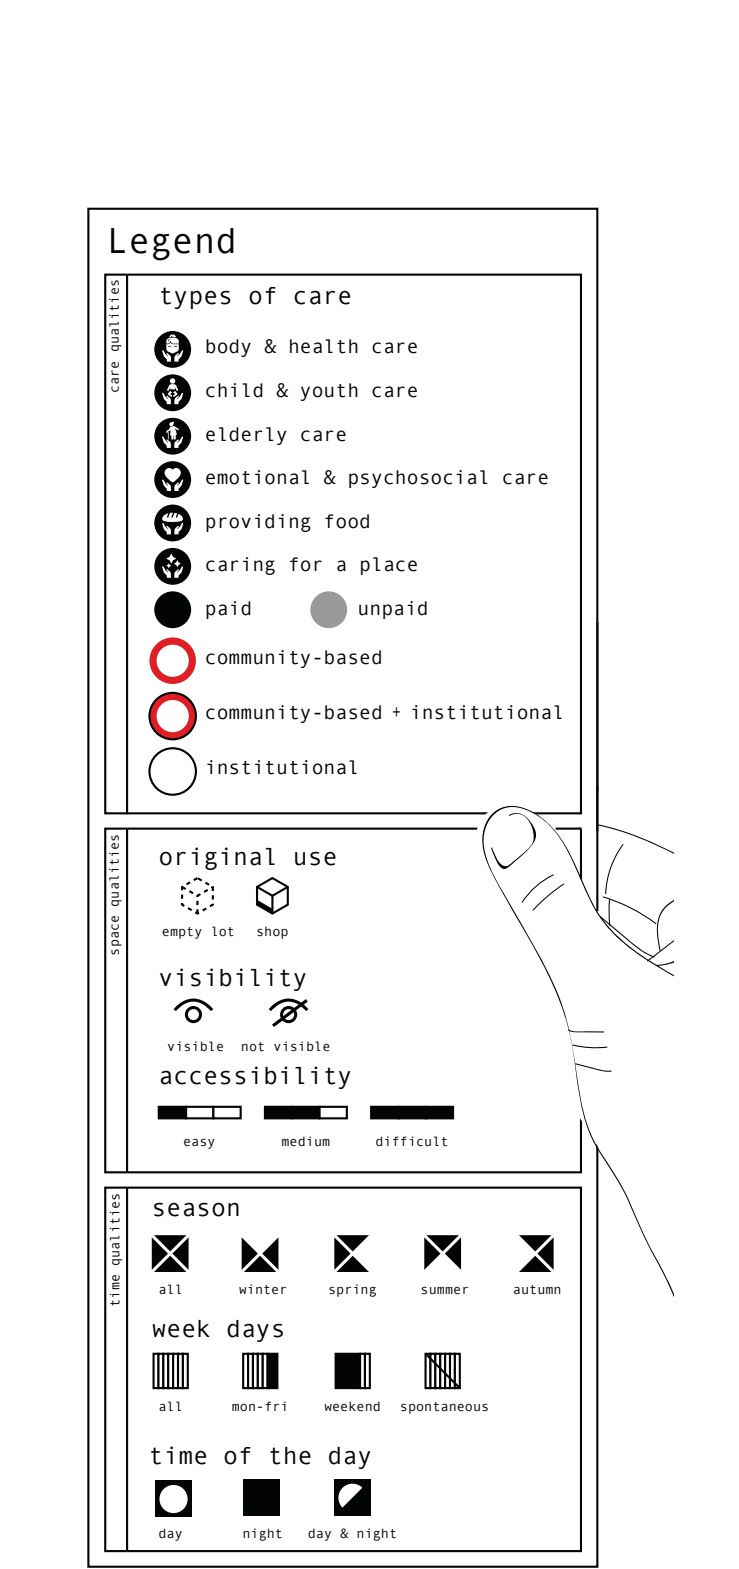 Legend
care qualities
types of care
body & health care
child & youth care
elderly care
emotional & psychosocial care
providing food
caring for a place
paid unpaid
community-based
community-based + institutional
institutional
space qualities
original use
empty lot shop
visibility
visible not visible
accessibility
easy medium difficult
time qualities
season
all winter spring summer autumn
week days
all mon-fri weekend spontaneous
time of the day
day night day & night